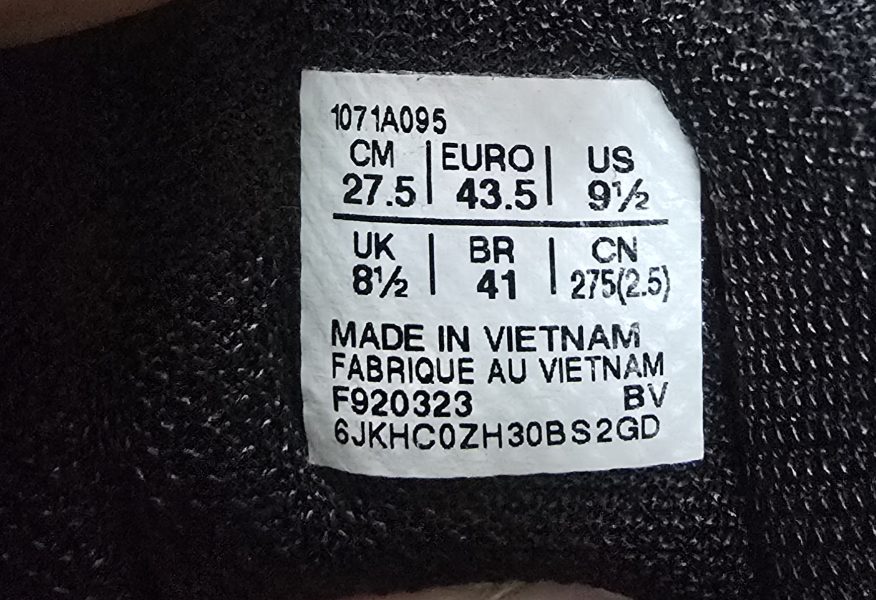 1071A095
CM | EURO | US
27.5 | 43.5 | 9½
UK | BR | CN
8½ | 41 | 275(2.5)
MADE IN VIETNAM
FABRIQUE AU VIETNAM
F920323 BV
6JKHC0ZH30BS2GD